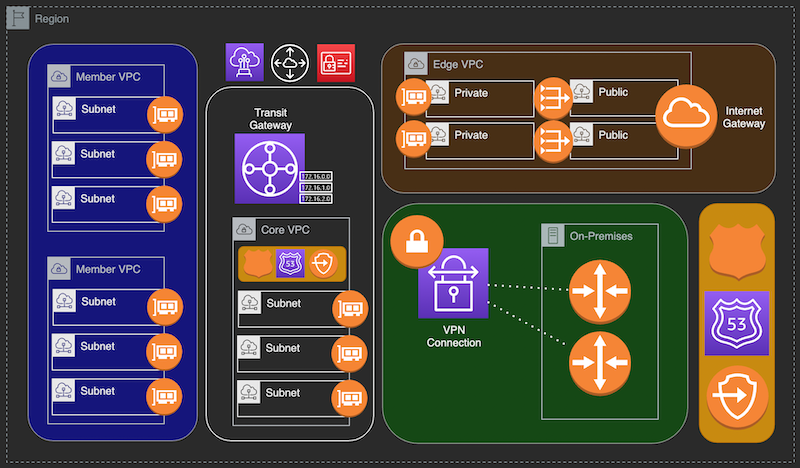 Region
Member VPC
Subnet
Subnet
Subnet
Member VPC
Subnet
Subnet
Subnet
Transit
Gateway
172.16.0.0
172.16.1.0
172.16.2.0
Core VPC
53
Subnet
Subnet
Subnet
Edge VPC
Private
Public
Private
Public
Internet
Gateway
VPN
Connection
On-Premises
53